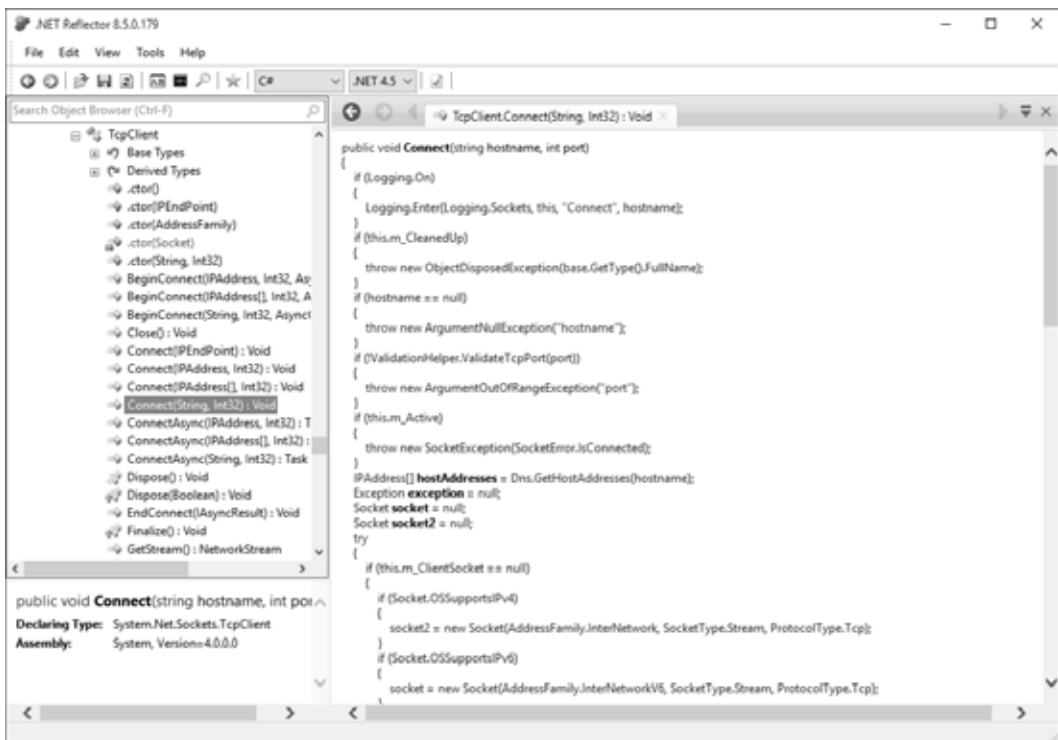 .NET Reflector 8.5.0.179
File Edit View Tools Help
C#
.NET 4.5
Search Object Browser (Ctrl-F)
TcpClient
Base Types
Derived Types
.ctor()
.ctor(IPEndPoint)
.ctor(AddressFamily)
.ctor(Socket)
.ctor(String, Int32)
BeginConnect(IPAddress, Int32, As
BeginConnect(IPAddress[], Int32, A
BeginConnect(String, Int32, Async
Close() : Void
Connect(IPEndPoint) : Void
Connect(IPAddress, Int32) : Void
Connect(IPAddress[], Int32) : Void
Connect(String, Int32) : Void
ConnectAsync(IPAddress, Int32) : T
ConnectAsync(IPAddress[], Int32) :
ConnectAsync(String, Int32) : Task
Dispose() : Void
Dispose(Boolean) : Void
EndConnect(IAsyncResult) : Void
Finalize() : Void
GetStream() : NetworkStream
public void Connect(string hostname, int por
Declaring Type: System.Net.Sockets.TcpClient
Assembly: System, Version=4.0.0.0
TcpClient.Connect(String, Int32) : Void
public void Connect(string hostname, int port)
{
if (Logging.On)
{
Logging.Enter(Logging.Sockets, this, "Connect", hostname);
}
if (this.m_CleanedUp)
{
throw new ObjectDisposedException(base.GetType().FullName);
}
if (hostname == null)
{
throw new ArgumentNullException("hostname");
}
if (!ValidationHelper.ValidateTcpPort(port))
{
throw new ArgumentOutOfRangeException("port");
}
if (this.m_Active)
{
throw new SocketException(SocketError.IsConnected);
}
IPAddress[] hostAddresses = Dns.GetHostAddresses(hostname);
Exception exception = null;
Socket socket = null;
Socket socket2 = null;
try
{
if (this.m_ClientSocket == null)
{
if (Socket.OSSupportsIPv4)
{
socket2 = new Socket(AddressFamily.InterNetwork, SocketType.Stream, ProtocolType.Tcp);
}
if (Socket.OSSupportsIPv6)
{
socket = new Socket(AddressFamily.InterNetworkV6, SocketType.Stream, ProtocolType.Tcp);
}